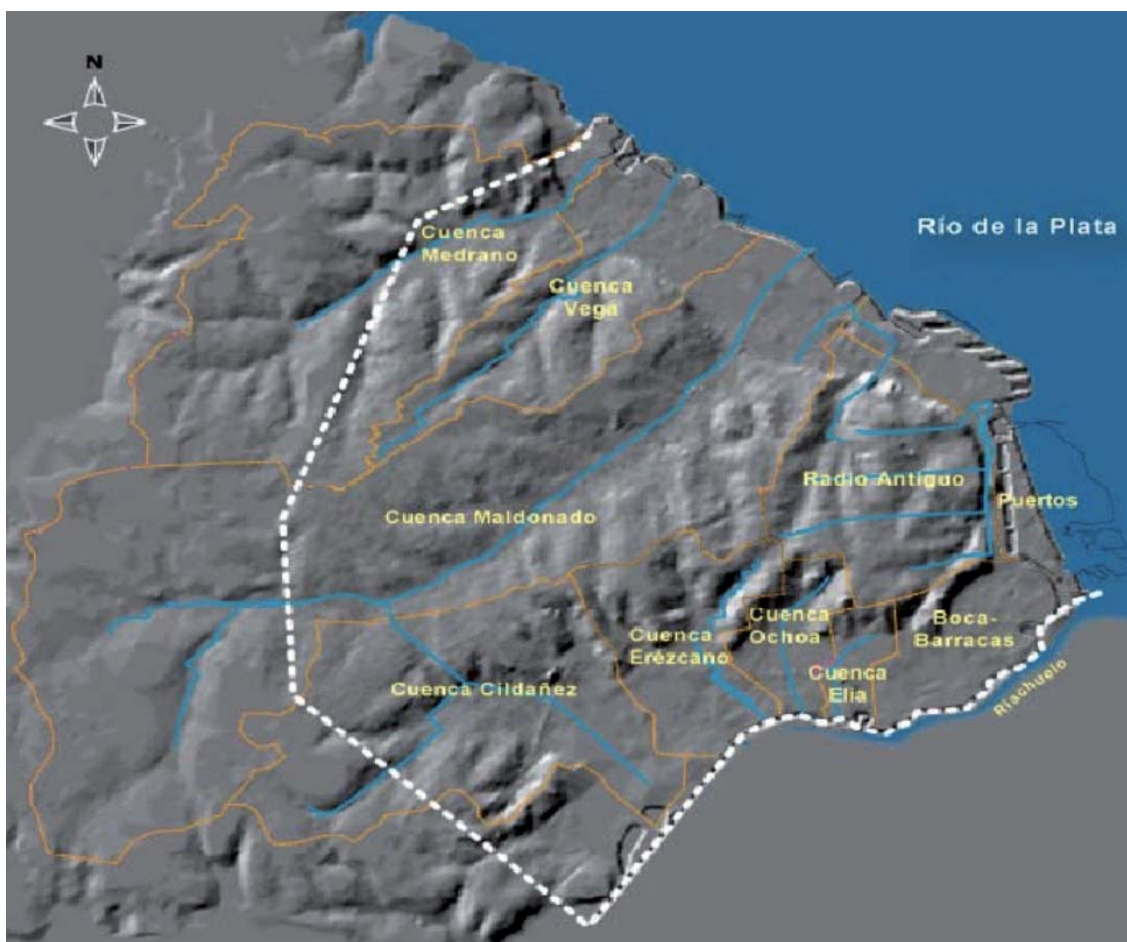 N
Río de la Plata
Cuenca
Medrano
Cuenca
Vega
Radio Antiguo
Puertos
Cuenca Maldonado
Cuenca
Ochoa
Boca-
Barracas
Cuenca
Erézcano
Cuenca
Elía
Cuenca Cildañez
Riachuelo